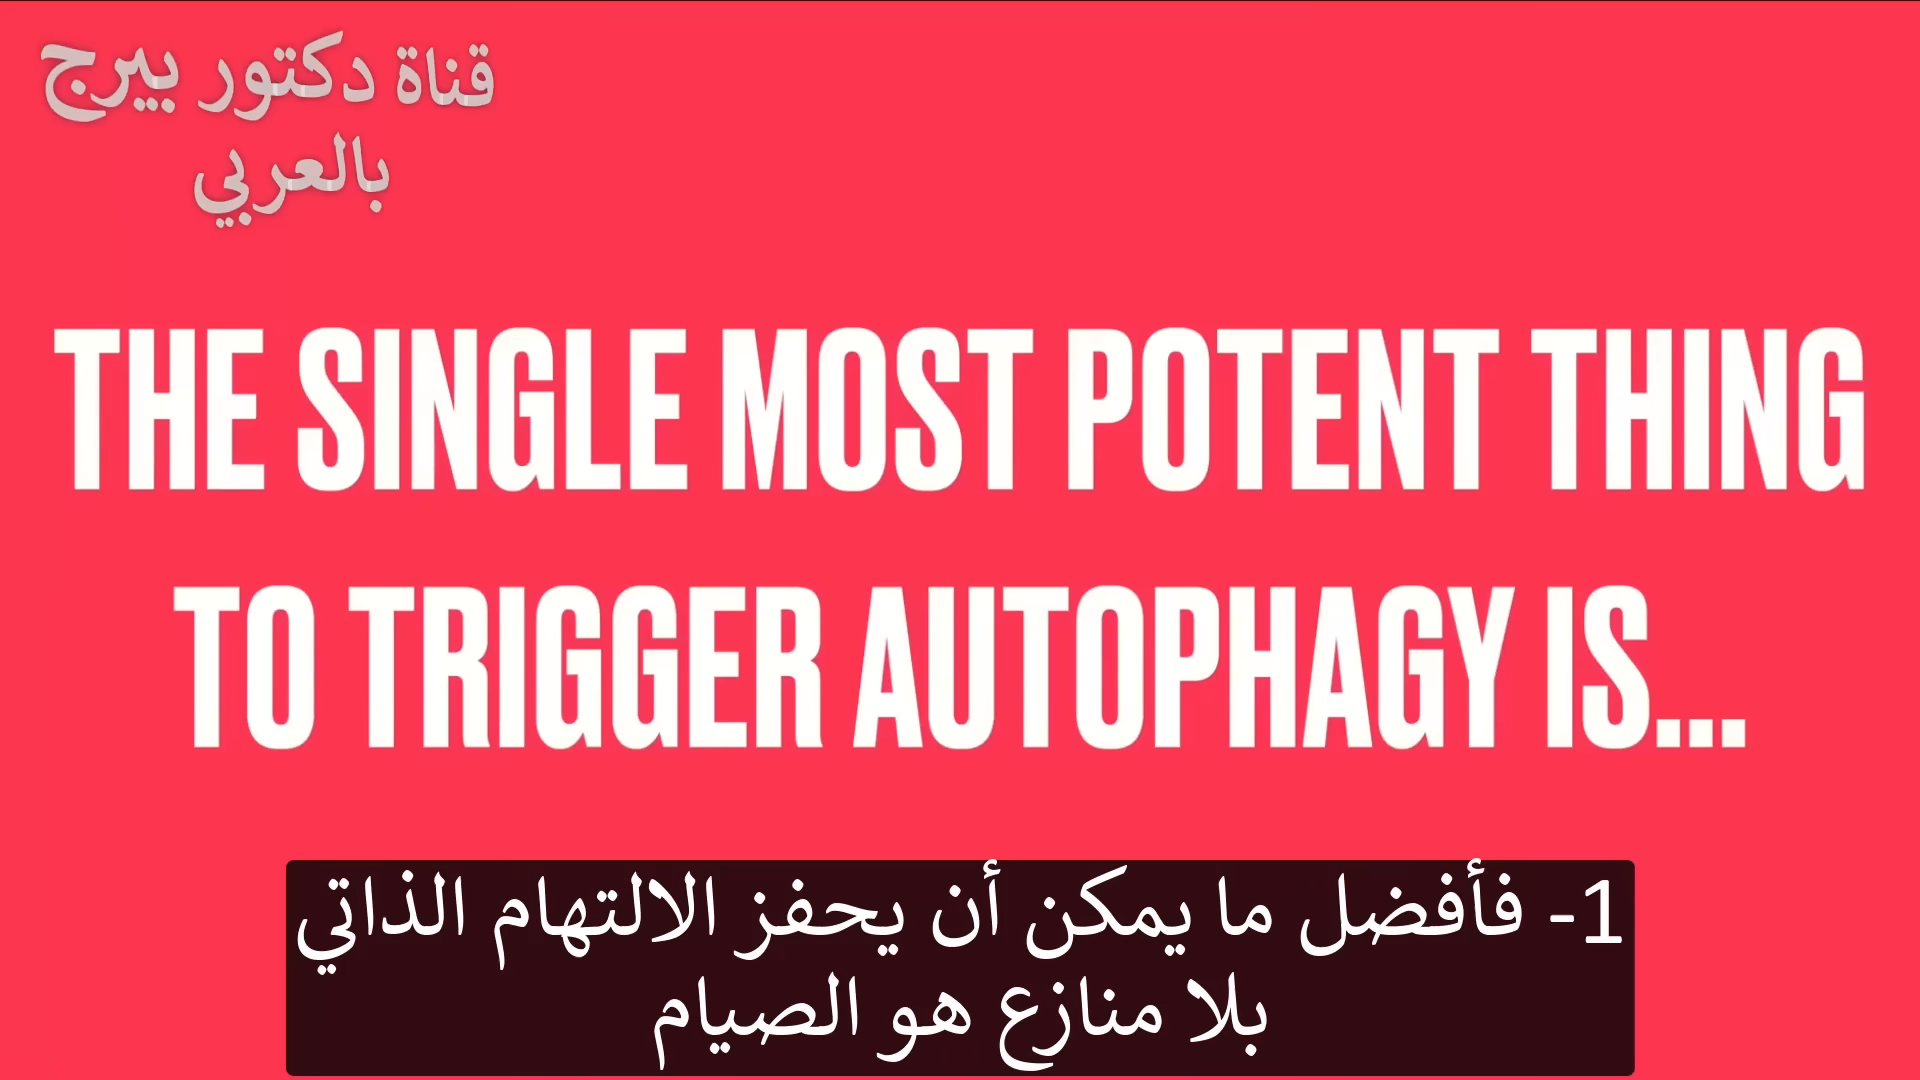 قناة دكتور بيرج
بالعربي
THE SINGLE MOST POTENT THING
TO TRIGGER AUTOPHAGY IS...
1- فأفضل ما يمكن أن يحفز الالتهام الذاتي
بلا منازع هو الصيام